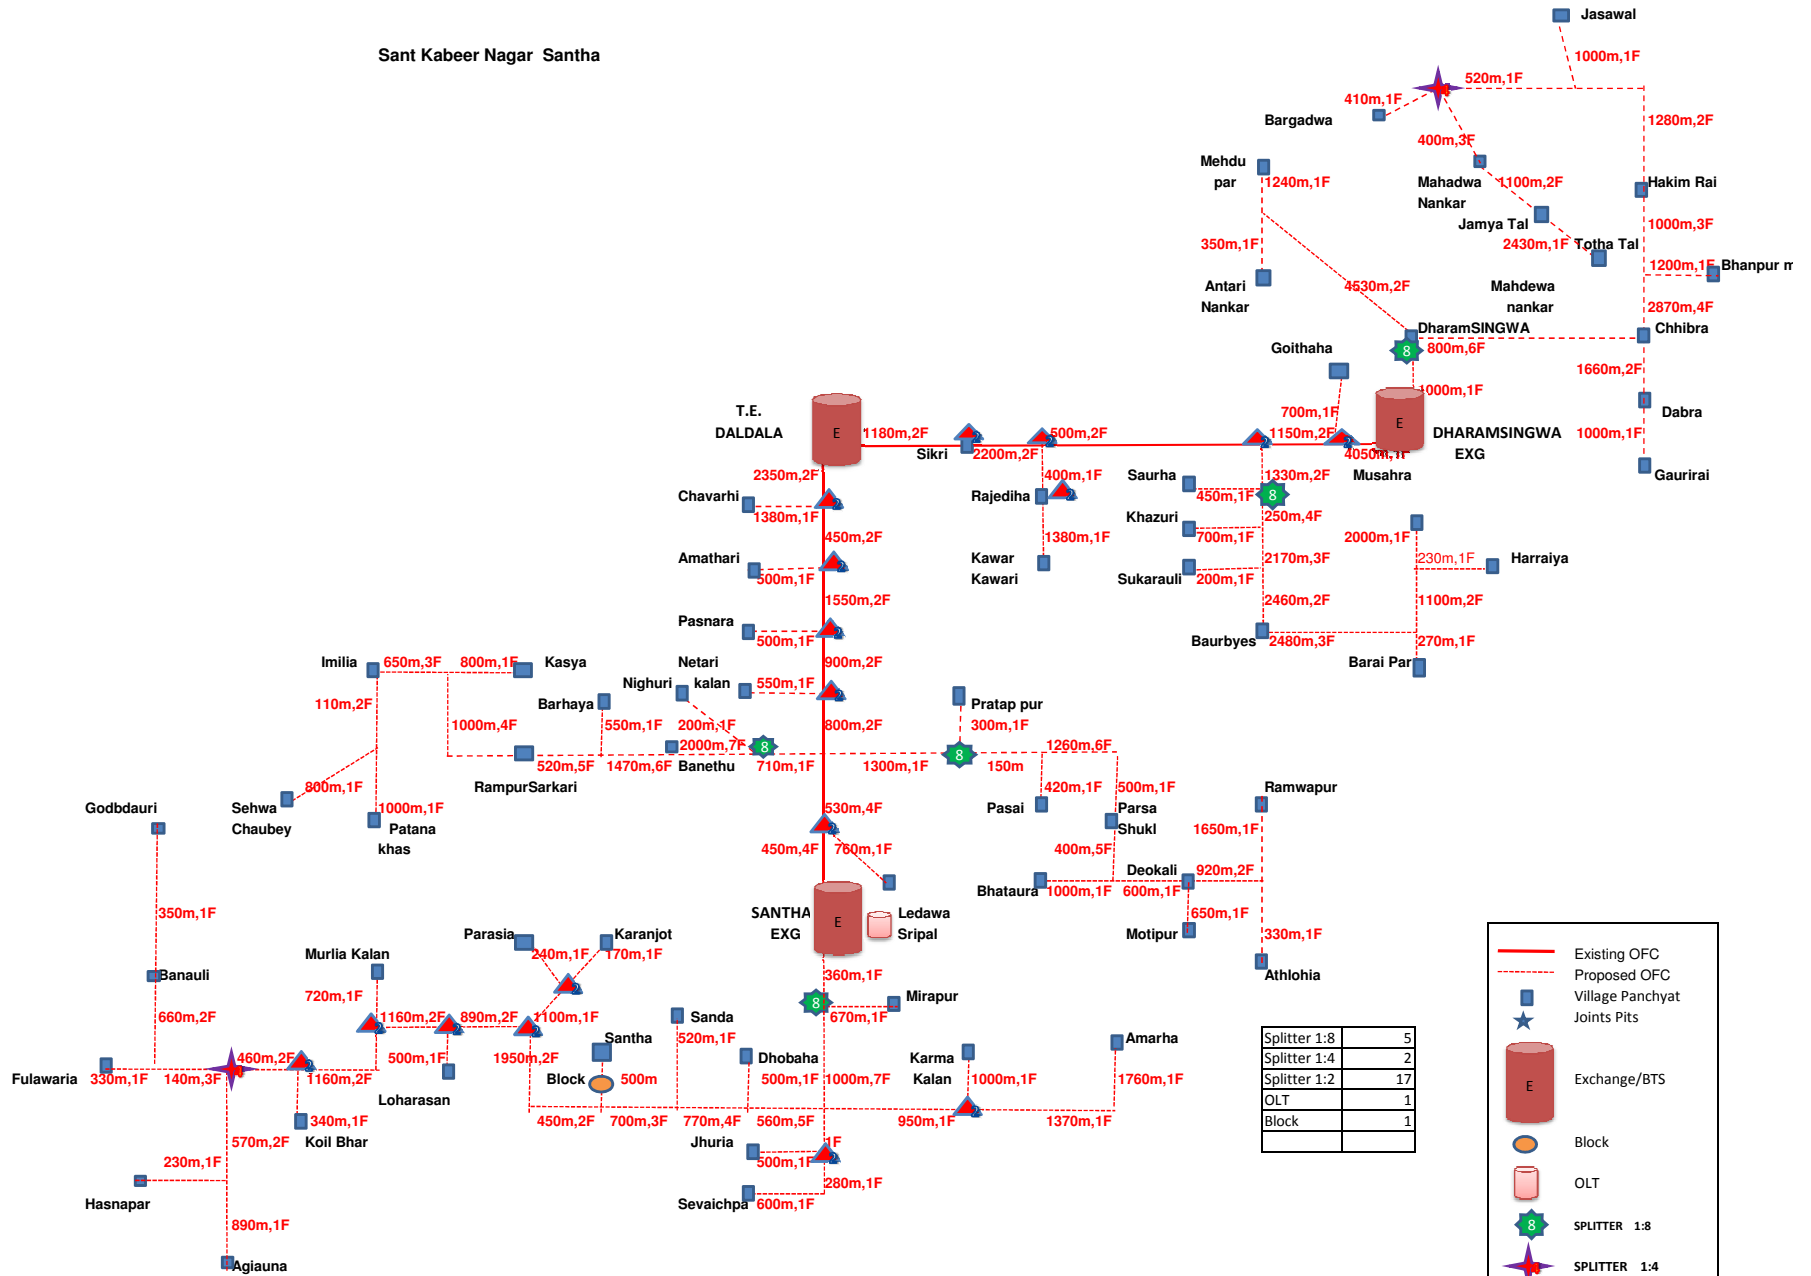 Sant Kabeer Nagar  Santha
Jasawal
1000m,1F
520m,1F
410m,1F
Bargadwa
1280m,2F
400m,3F
Mehdu
par
1240m,1F
Mahadwa
Nankar
1100m,2F
Hakim Rai
Jamya Tal
1000m,3F
350m,1F
2430m,1F
Totha Tal
1200m,1F
Bhanpur m
Antari
Nankar
4530m,2F
Mahdewa
nankar
2870m,4F
DharamSINGWA
Chhibra
8
800m,6F
Goithaha
1660m,2F
1000m,1F
700m,1F
Dabra
T.E.
DALDALA
E
1180m,2F
Sikri
2200m,2F
500m,2F
1150m,2F
4050m,1F
E
DHARAMSINGWA
EXG
1000m,1F
Musahra
Gaurirai
2350m,2F
Chavarhi
1380m,1F
400m,1F
Rajediha
Saurha
450m,1F
1330m,2F
8
250m,4F
Khazuri
700m,1F
450m,2F
1380m,1F
2000m,1F
Amathari
500m,1F
Kawar
Kawari
2170m,3F
230m,1F
Harraiya
Sukarauli
200m,1F
1550m,2F
2460m,2F
1100m,2F
Pasnara
500m,1F
Baurbyes
2480m,3F
270m,1F
Barai Par
900m,2F
Imilia
650m,3F
800m,1F
Kasya
Netari
kalan
Nighuri
550m,1F
110m,2F
Barhaya
Pratap pur
1000m,4F
550m,1F
200m,1F
800m,2F
300m,1F
2000m,7F
8
8
1260m,6F
RampurSarkari
520m,5F
1470m,6F
Banethu
710m,1F
1300m,1F
150m
800m,1F
420m,1F
500m,1F
Ramwapur
Godbdauri
Sehwa
Chaubey
1000m,1F
Patana
khas
530m,4F
Pasai
Parsa
Shukl
1650m,1F
450m,4F
760m,1F
400m,5F
Deokali
920m,2F
Bhataura
1000m,1F
600m,1F
350m,1F
SANTHA
EXG
E
Ledawa
Sripal
Motipur
650m,1F
330m,1F
Parasia
Karanjot
240m,1F
170m,1F
Murlia Kalan
Banauli
360m,1F
Athlohia
720m,1F
8
Mirapur
670m,1F
660m,2F
1160m,2F
890m,2F
1100m,1F
Sanda
520m,1F
Santha
Amarha
460m,2F
500m,1F
1950m,2F
Dhobaha
Karma
Kalan
Fulawaria
330m,1F
140m,3F
1160m,2F
Block
500m
500m,1F
1000m,7F
1000m,1F
1760m,1F
Loharasan
340m,1F
Koil Bhar
450m,2F
700m,3F
770m,4F
560m,5F
950m,1F
1370m,1F
570m,2F
Jhuria
1F
500m,1F
230m,1F
280m,1F
Hasnapar
Sevaichpa
600m,1F
890m,1F
Agiauna
Splitter 1:8 5
Splitter 1:4 2
Splitter 1:2 17
OLT 1
Block 1
Existing OFC
Proposed OFC
Village Panchyat
Joints Pits
E
Exchange/BTS
Block
OLT
8
SPLITTER   1:8
4
SPLITTER   1:4